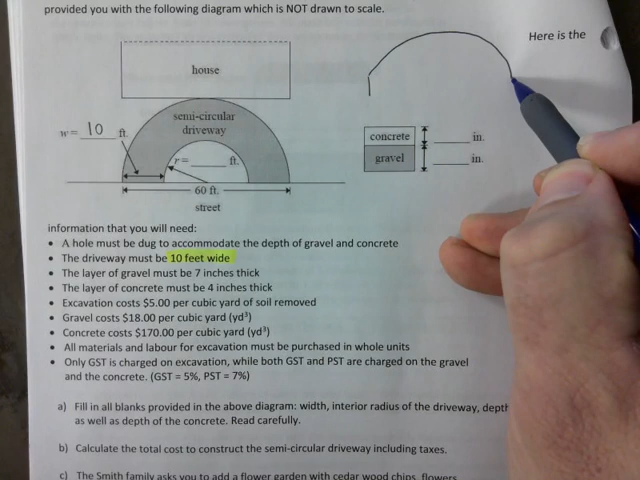 provided you with the following diagram which is NOT drawn to scale.
Here is the
house
semi-circular
driveway
w = 10 ft.
r = ____ ft.
concrete ____ in.
gravel ____ in.
60 ft.
street
information that you will need:
• A hole must be dug to accommodate the depth of gravel and concrete
• The driveway must be 10 feet wide
• The layer of gravel must be 7 inches thick
• The layer of concrete must be 4 inches thick
• Excavation costs $5.00 per cubic yard of soil removed
• Gravel costs $18.00 per cubic yard (yd³)
• Concrete costs $170.00 per cubic yard (yd³)
• All materials and labour for excavation must be purchased in whole units
• Only GST is charged on excavation, while both GST and PST are charged on the gravel
and the concrete. (GST = 5%, PST = 7%)
a) Fill in all blanks provided in the above diagram: width, interior radius of the driveway, depth
as well as depth of the concrete. Read carefully.
b) Calculate the total cost to construct the semi-circular driveway including taxes.
c) The Smith family asks you to add a flower garden with cedar wood chips, flowers